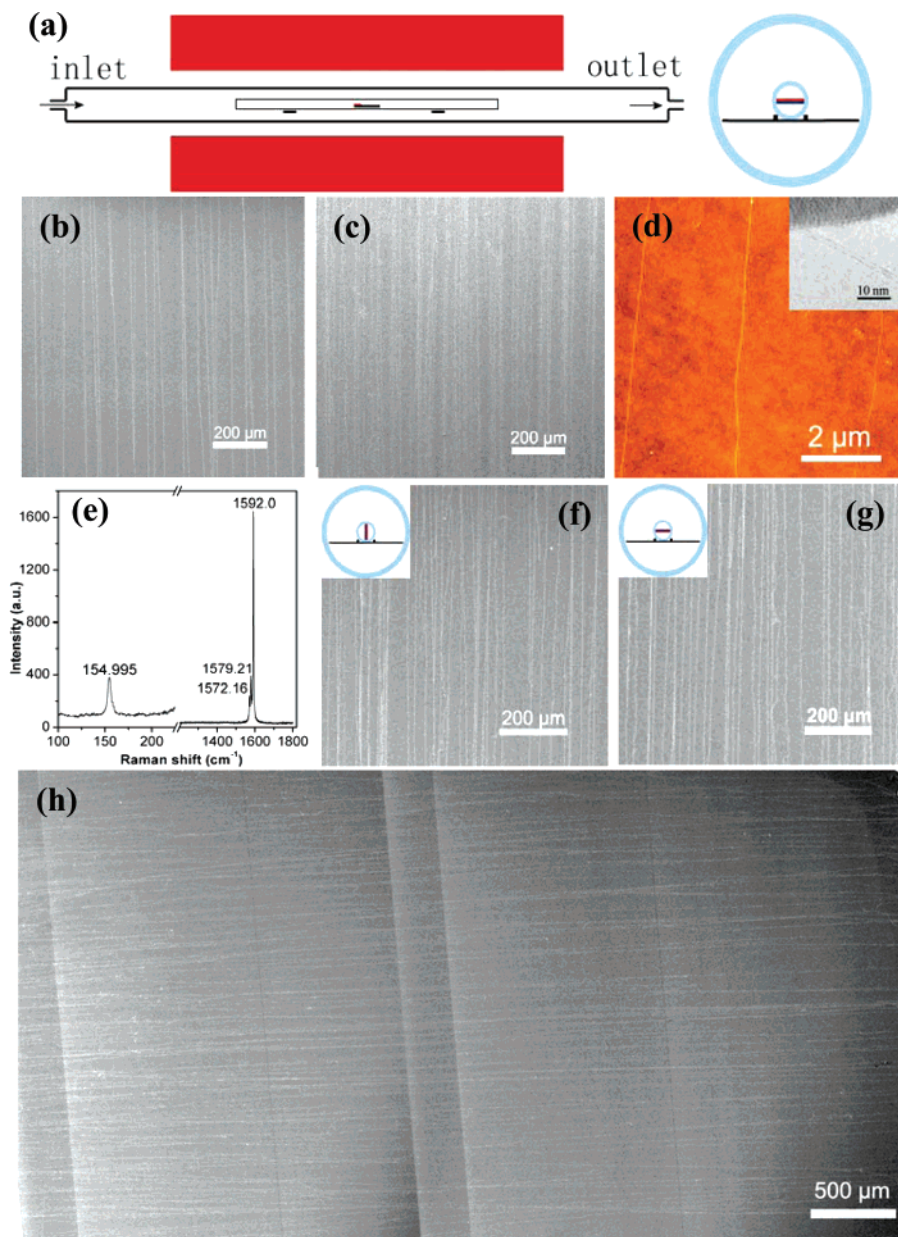 (a)
inlet
outlet
(b)
200 µm
(c)
200 µm
(d)
10 nm
2 µm
(e)
1600
1200
800
400
0
Intensity (a.u.)
154.995
1592.0
1579.21
1572.16
100 150 200 1400 1600 1800
Raman shift (cm⁻¹)
(f)
200 µm
(g)
200 µm
(h)
500 µm